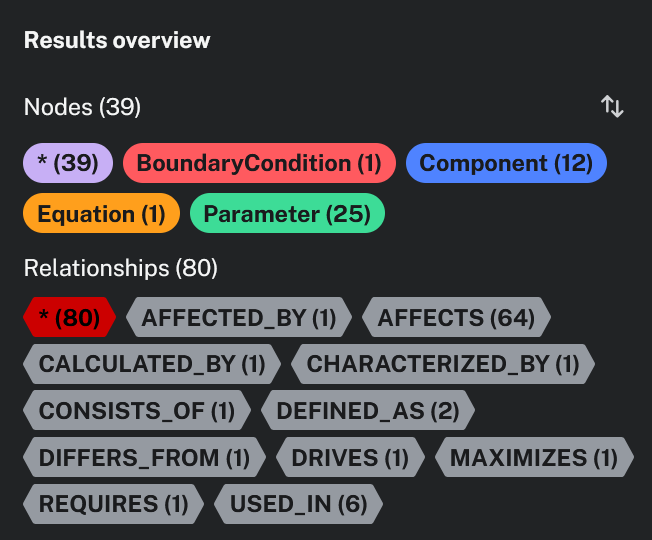 Results overview
Nodes (39)
* (39) BoundaryCondition (1) Component (12)
Equation (1) Parameter (25)
Relationships (80)
* (80) AFFECTED_BY (1) AFFECTS (64)
CALCULATED_BY (1) CHARACTERIZED_BY (1)
CONSISTS_OF (1) DEFINED_AS (2)
DIFFERS_FROM (1) DRIVES (1) MAXIMIZES (1)
REQUIRES (1) USED_IN (6)